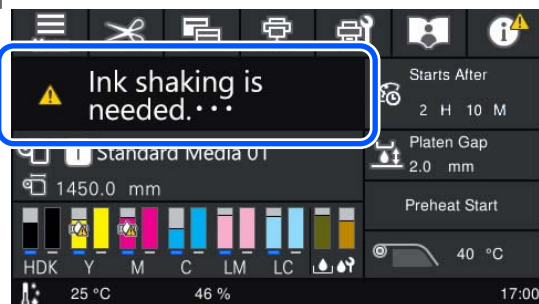 Starts After
2 H 10 M
Ink shaking is
needed.···
Platen Gap
2.0 mm
1 Standard Media 01
1450.0 mm
Preheat Start
HDK Y M C LM LC
40 °C
25 °C 46 % 17:00